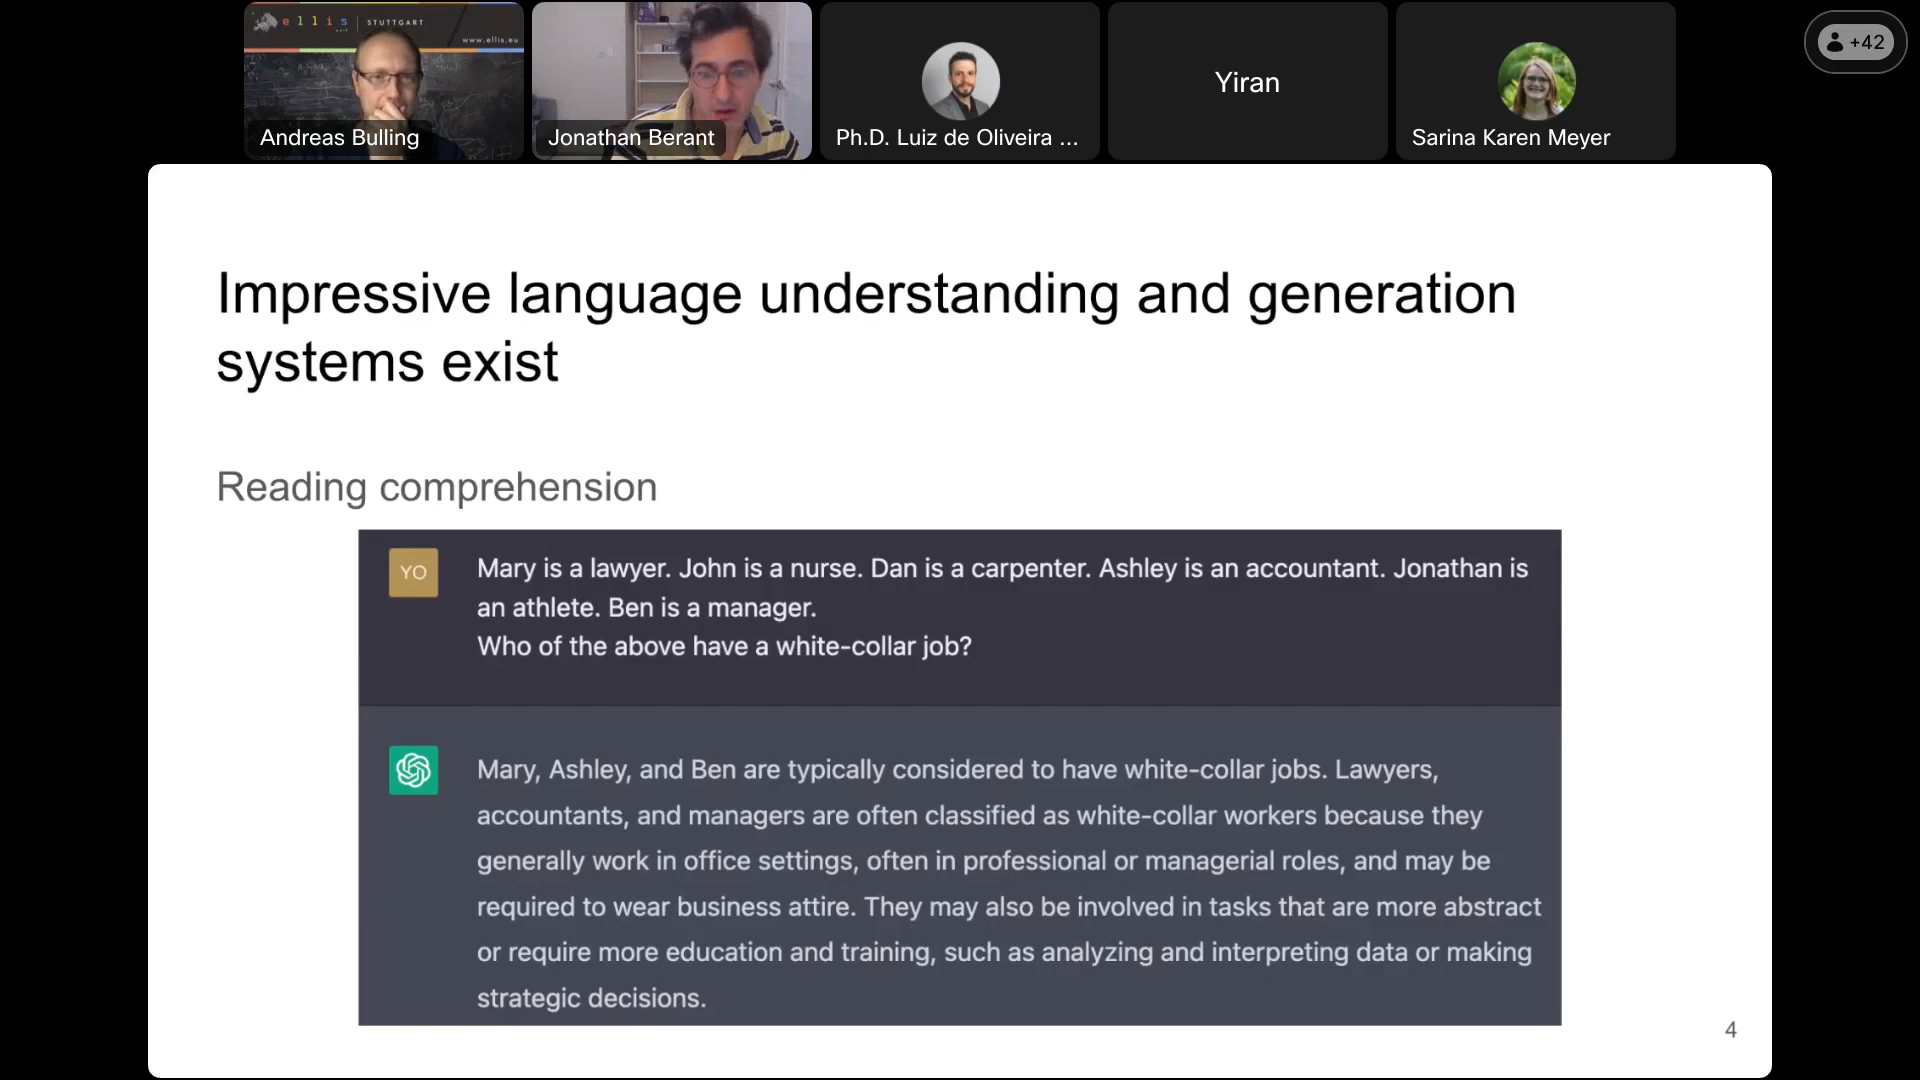 ellis
unit
STUTTGART
www.ellis.eu
Andreas Bulling
Jonathan Berant
Ph.D. Luiz de Oliveira ...
Yiran
Sarina Karen Meyer
+42
Impressive language understanding and generation
systems exist
Reading comprehension
YO
Mary is a lawyer. John is a nurse. Dan is a carpenter. Ashley is an accountant. Jonathan is
an athlete. Ben is a manager.
Who of the above have a white-collar job?
Mary, Ashley, and Ben are typically considered to have white-collar jobs. Lawyers,
accountants, and managers are often classified as white-collar workers because they
generally work in office settings, often in professional or managerial roles, and may be
required to wear business attire. They may also be involved in tasks that are more abstract
or require more education and training, such as analyzing and interpreting data or making
strategic decisions.
4